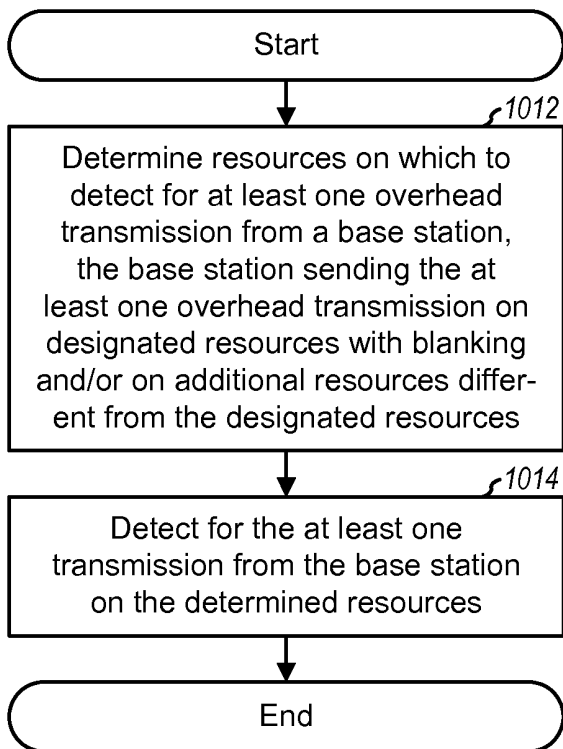 Start
1012
Determine resources on which to
detect for at least one overhead
transmission from a base station,
the base station sending the at
least one overhead transmission on
designated resources with blanking
and/or on additional resources differ-
ent from the designated resources
1014
Detect for the at least one
transmission from the base station
on the determined resources
End